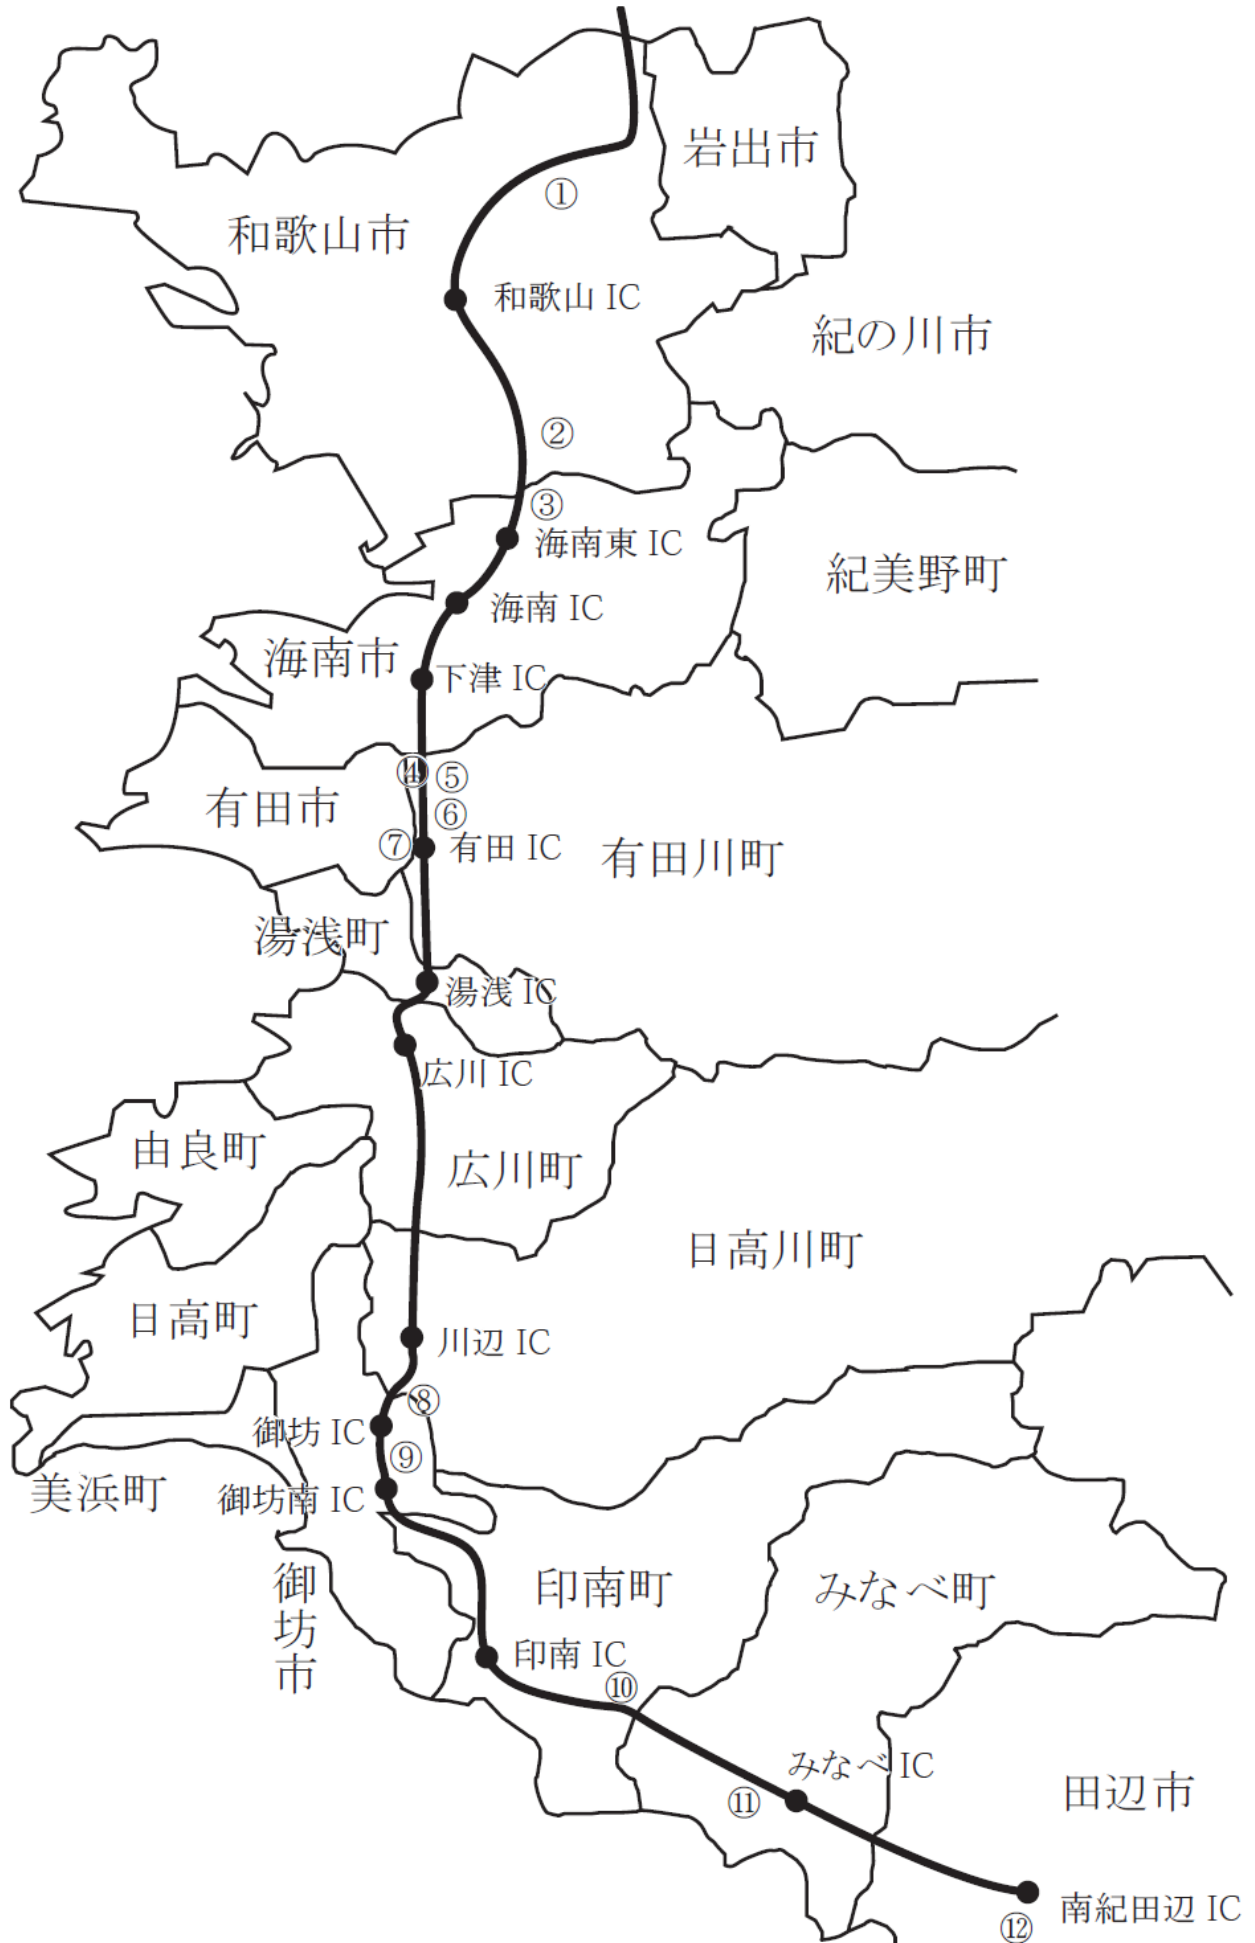 岩出市
①
和歌山市
和歌山 IC
紀の川市
②
③
海南東 IC
紀美野町
海南 IC
海南市
下津 IC
④
⑤
有田市
⑥
⑦
有田 IC
有田川町
湯浅町
湯浅 IC
広川 IC
由良町
広川町
日高川町
日高町
川辺 IC
⑧
御坊 IC
⑨
美浜町
御坊南 IC
御坊市
印南町
みなべ町
印南 IC
⑩
みなべ IC
⑪
田辺市
南紀田辺 IC
⑫